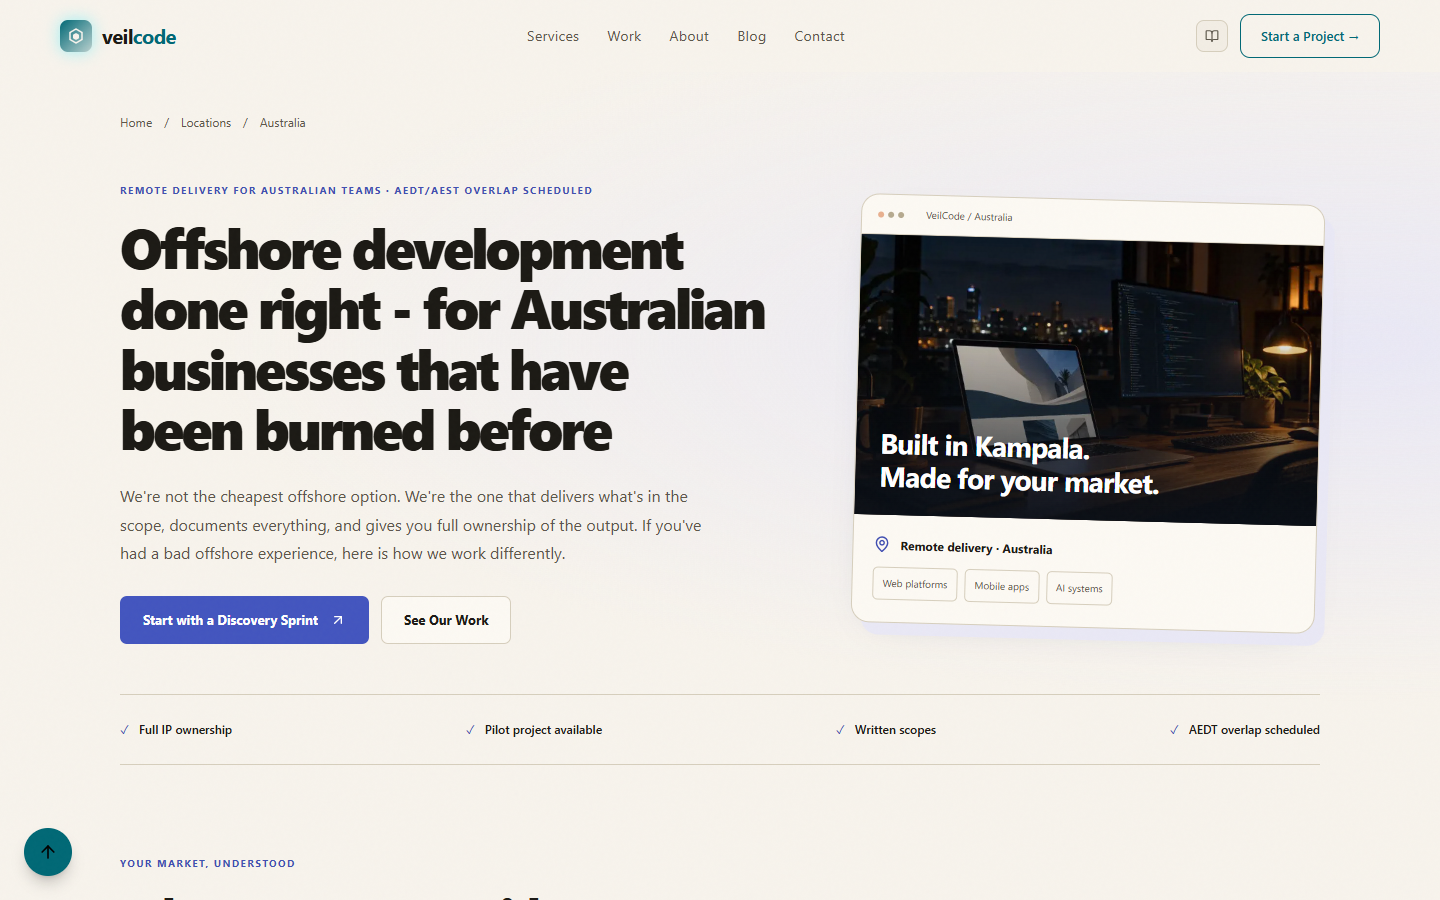 veilcode
Services
Work
About
Blog
Contact
Start a Project →
Home / Locations / Australia
REMOTE DELIVERY FOR AUSTRALIAN TEAMS · AEDT/AEST OVERLAP SCHEDULED
Offshore development
done right - for Australian
businesses that have
been burned before
We're not the cheapest offshore option. We're the one that delivers what's in the
scope, documents everything, and gives you full ownership of the output. If you've
had a bad offshore experience, here is how we work differently.
Start with a Discovery Sprint
See Our Work
VeilCode / Australia
Built in Kampala.
Made for your market.
Remote delivery · Australia
Web platforms
Mobile apps
AI systems
✓ Full IP ownership
✓ Pilot project available
✓ Written scopes
✓ AEDT overlap scheduled
YOUR MARKET, UNDERSTOOD